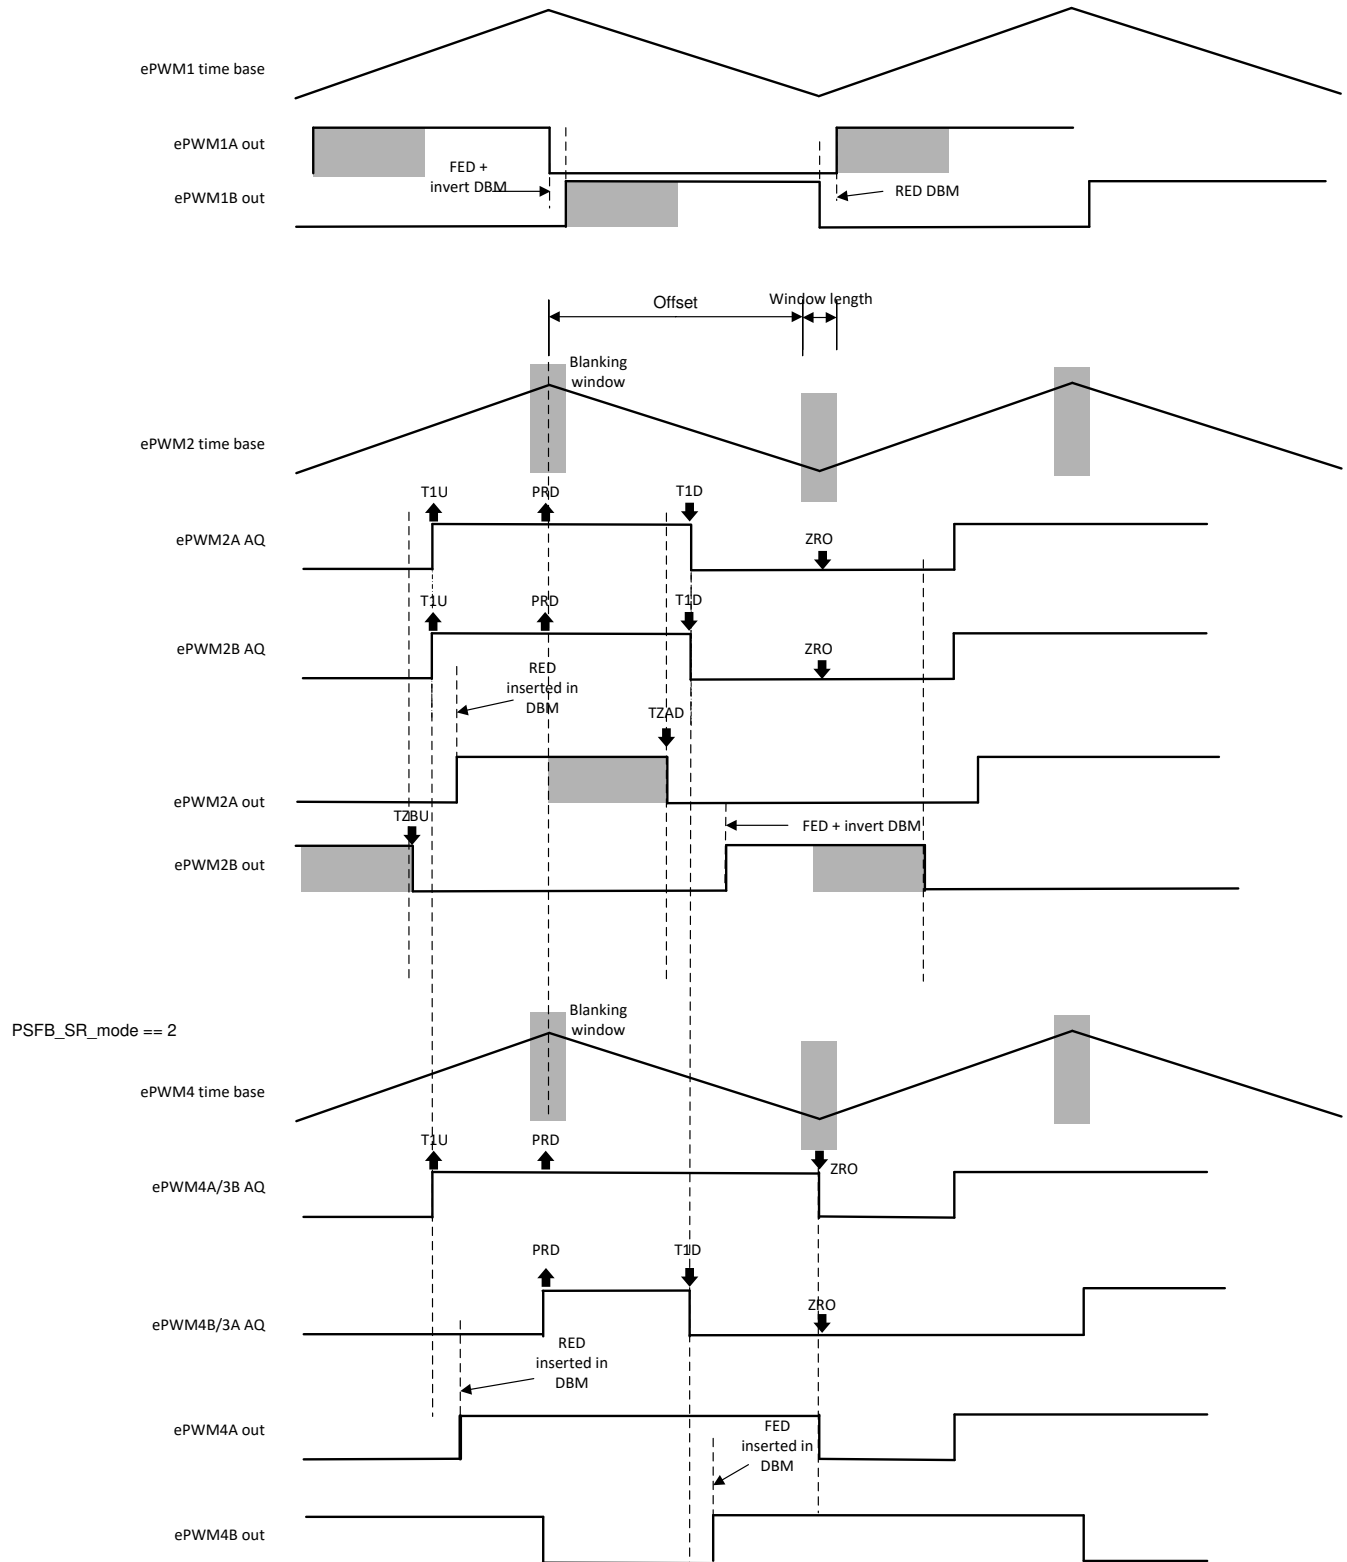 ePWM1 time base
ePWM1A out
FED +
invert DBM
ePWM1B out
RED DBM
Offset
Window length
Blanking
window
ePWM2 time base
T1U
PRD
T1D
ePWM2A AQ
ZRO
T1U
PRD
T1D
ePWM2B AQ
ZRO
RED
inserted in
DBM
TZAD
ePWM2A out
TZBU
FED + invert DBM
ePWM2B out
Blanking
window
PSFB_SR_mode == 2
ePWM4 time base
T1U
PRD
ZRO
ePWM4A/3B AQ
PRD
T1D
ZRO
ePWM4B/3A AQ
RED
inserted in
DBM
ePWM4A out
FED
inserted in
DBM
ePWM4B out